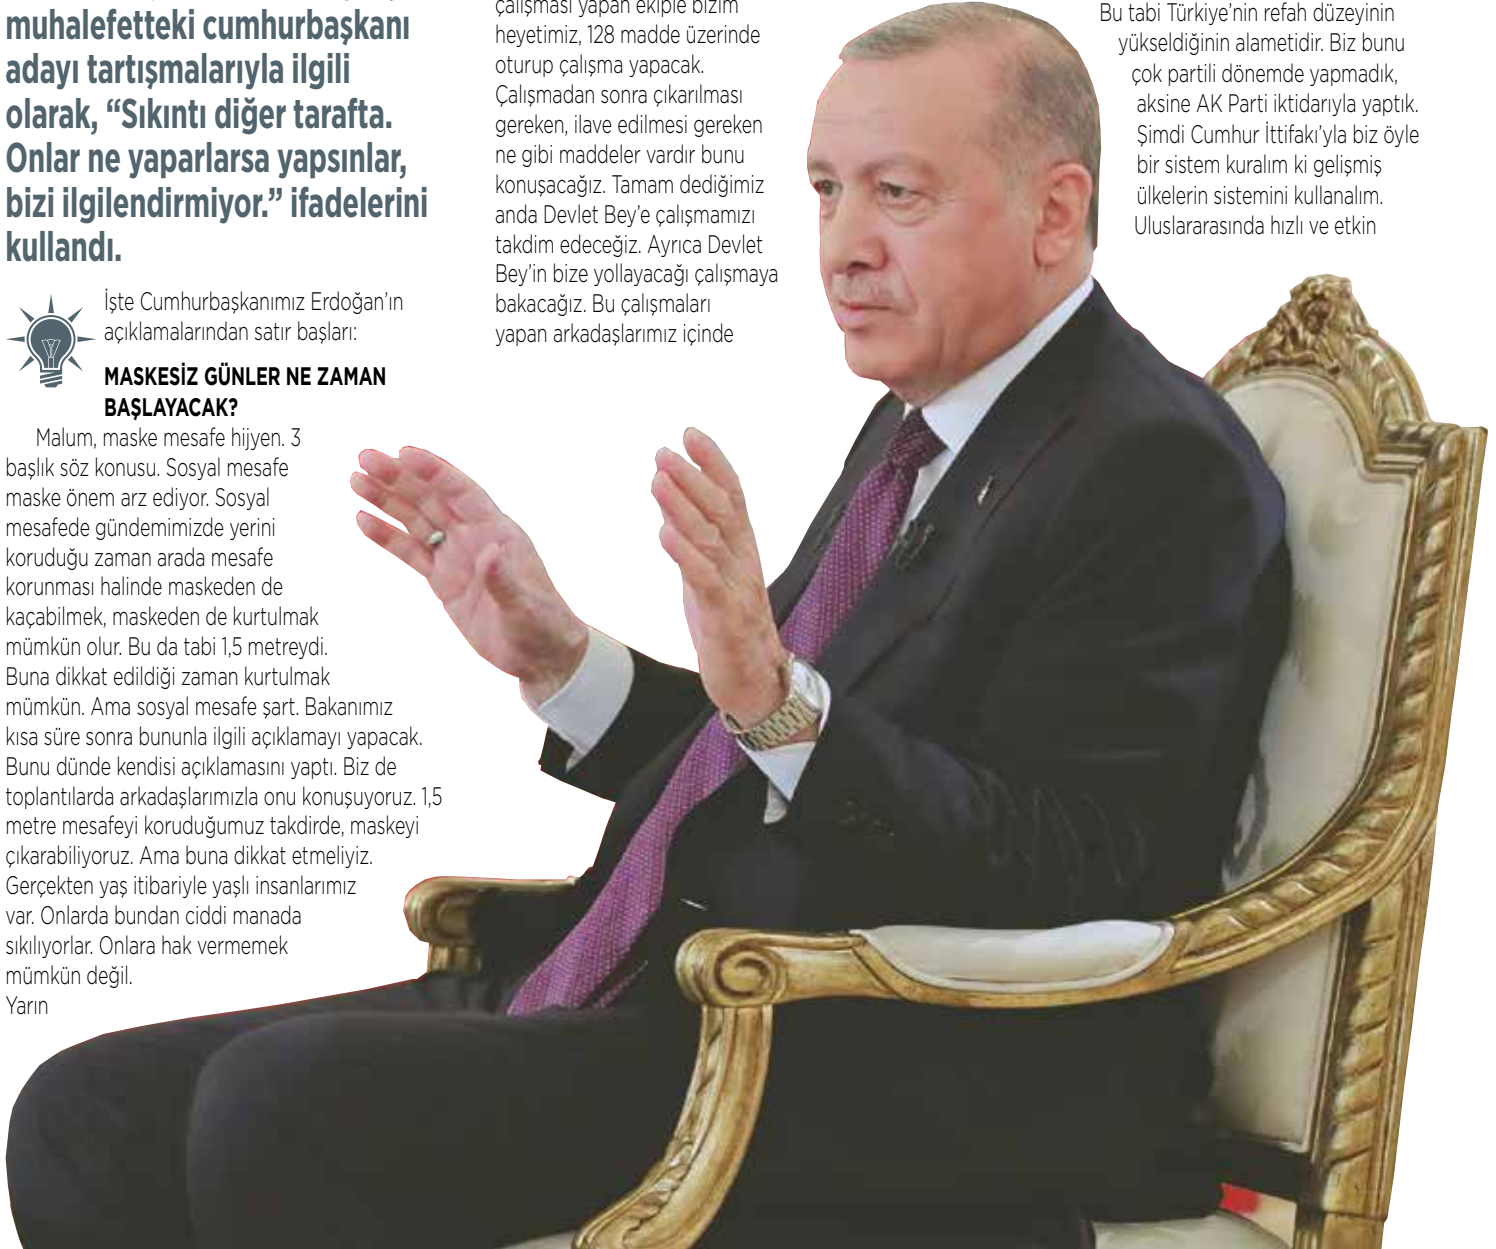 muhalefetteki cumhurbaşkanı
adayı tartışmalarıyla ilgili
olarak, “Sıkıntı diğer tarafta.
Onlar ne yaparlarsa yapsınlar,
bizi ilgilendirmiyor.” ifadelerini
kullandı.
İşte Cumhurbaşkanımız Erdoğan’ın
açıklamalarından satır başları:
MASKESİZ GÜNLER NE ZAMAN
BAŞLAYACAK?
Malum, maske mesafe hijyen. 3
başlık söz konusu. Sosyal mesafe
maske önem arz ediyor. Sosyal
mesafede gündemimizde yerini
koruduğu zaman arada mesafe
korunması halinde maskeden de
kaçabilmek, maskeden de kurtulmak
mümkün olur. Bu da tabi 1,5 metreydi.
Buna dikkat edildiği zaman kurtulmak
mümkün. Ama sosyal mesafe şart. Bakanımız
kısa süre sonra bununla ilgili açıklamayı yapacak.
Bunu dünde kendisi açıklamasını yaptı. Biz de
toplantılarda arkadaşlarımızla onu konuşuyoruz. 1,5
metre mesafeyi koruduğumuz takdirde, maskeyi
çıkarabiliyoruz. Ama buna dikkat etmeliyiz.
Gerçekten yaş itibariyle yaşlı insanlarımız
var. Onlarda bundan ciddi manada
sıkılıyorlar. Onlara hak vermemek
mümkün değil.
Yarın
çalışması yapan ekiple bizim
heyetimiz, 128 madde üzerinde
oturup çalışma yapacak.
Çalışmadan sonra çıkarılması
gereken, ilave edilmesi gereken
ne gibi maddeler vardır bunu
konuşacağız. Tamam dediğimiz
anda Devlet Bey’e çalışmamızı
takdim edeceğiz. Ayrıca Devlet
Bey’in bize yollayacağı çalışmaya
bakacağız. Bu çalışmaları
yapan arkadaşlarımız içinde
Bu tabi Türkiye’nin refah düzeyinin
yükseldiğinin alametidir. Biz bunu
çok partili dönemde yapmadık,
aksine AK Parti iktidarıyla yaptık.
Şimdi Cumhur İttifakı’yla biz öyle
bir sistem kuralım ki gelişmiş
ülkelerin sistemini kullanalım.
Uluslararasında hızlı ve etkin